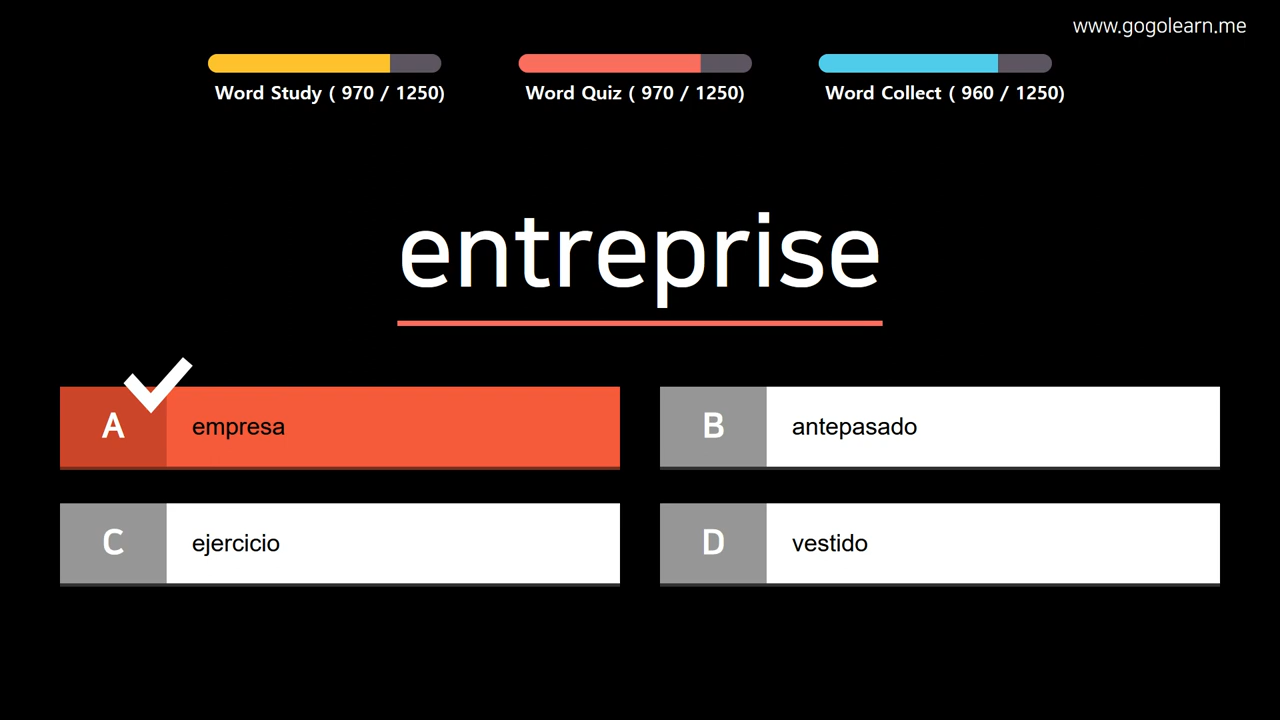 www.gogolearn.me
Word Study ( 970 / 1250)
Word Quiz ( 970 / 1250)
Word Collect ( 960 / 1250)
entreprise
A empresa
B antepasado
C ejercicio
D vestido